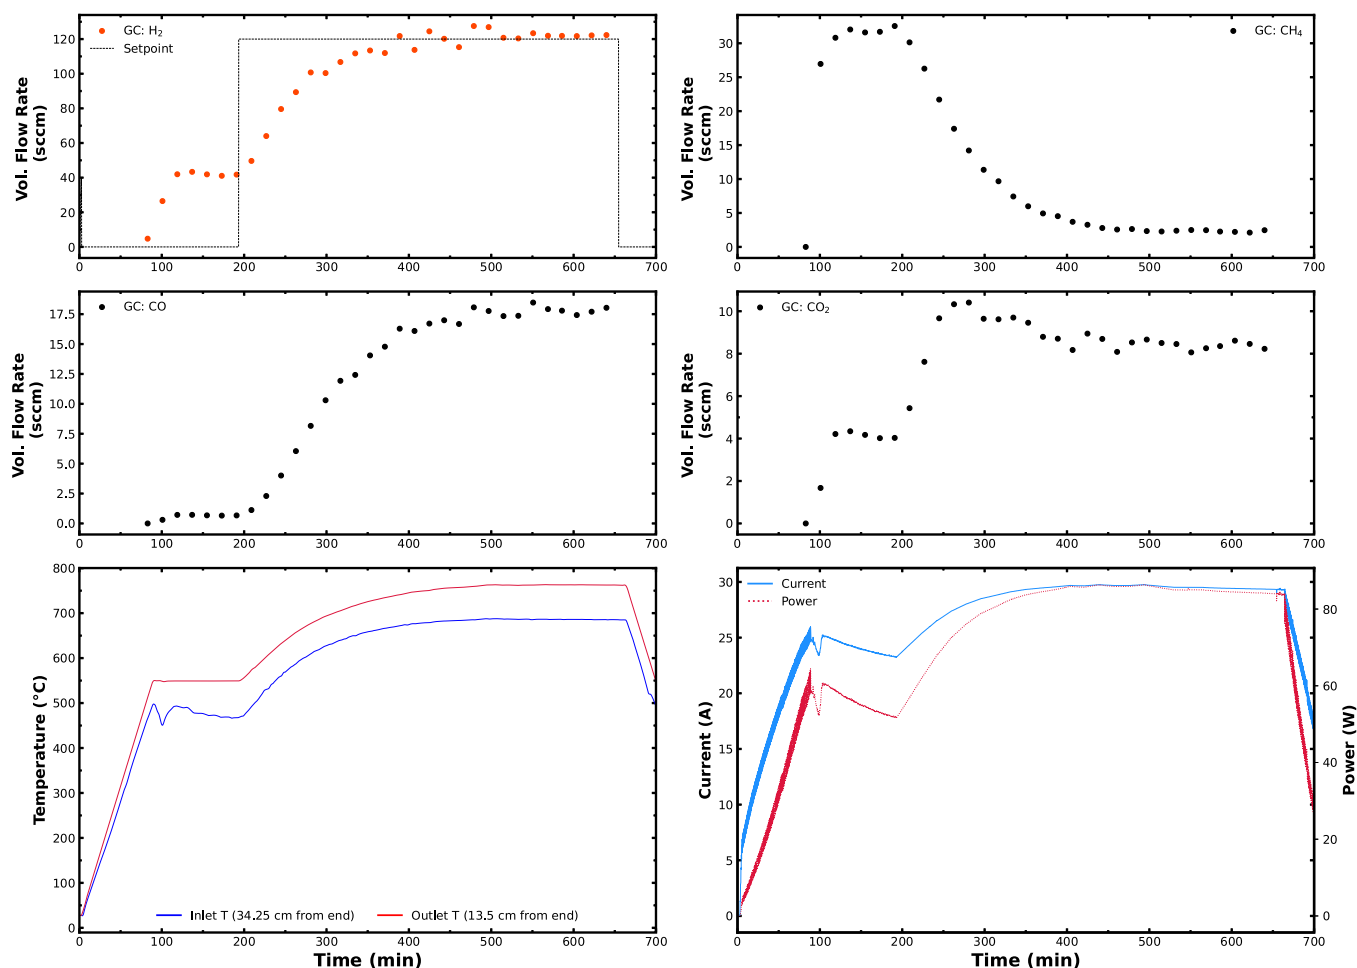 GC: H₂
Setpoint
Vol. Flow Rate
(sccm)
120
100
80
60
40
20
0
0 100 200 300 400 500 600 700
GC: CH₄
Vol. Flow Rate
(sccm)
30
25
20
15
10
5
0
0 100 200 300 400 500 600 700
GC: CO
Vol. Flow Rate
(sccm)
17.5
15.0
12.5
10.0
7.5
5.0
2.5
0.0
0 100 200 300 400 500 600 700
GC: CO₂
Vol. Flow Rate
(sccm)
10
8
6
4
2
0
0 100 200 300 400 500 600 700
Temperature (°C)
800
700
600
500
400
300
200
100
0
Inlet T (34.25 cm from end) Outlet T (13.5 cm from end)
0 100 200 300 400 500 600 700
Time (min)
Current
Power
Current (A)
30
25
20
15
10
5
0
Power (W)
80
60
40
20
0
0 100 200 300 400 500 600 700
Time (min)